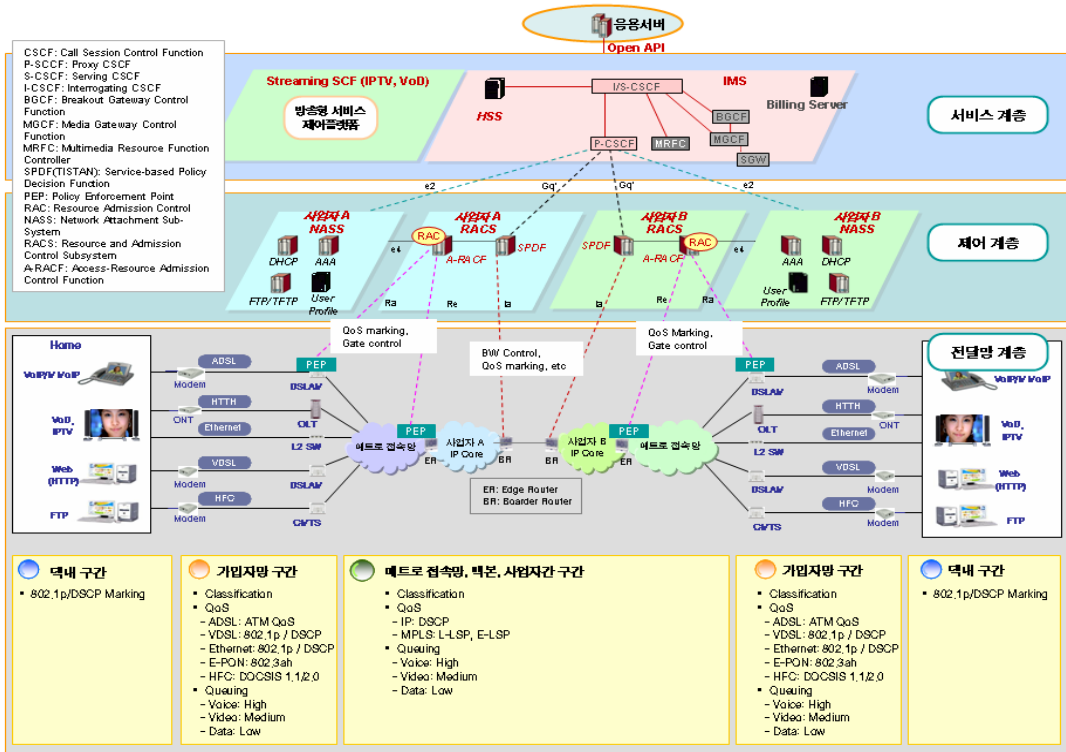 응용서버
Open API
CSCF: Call Session Control Function
P-SCCF: Proxy CSCF
S-CSCF: Serving CSCF
I-CSCF: Interrogating CSCF
BGCF: Breakout Gateway Control
Function
MGCF: Media Gateway Control
Function
MRFC: Multimedia Resource Function
Controller
SPDF(TISTAN): Service-based Policy
Decision Function
PEP: Policy Enforcement Point
RAC: Resource Admission Control
NASS: Network Attachment Sub-
System
RACS: Resource and Admission
Control Subsystem
A-RACF: Access-Resource Admission
Control Function
Streaming SCF (IPTV, VoD)
방송형 서비스
제어플랫폼
IMS
HSS
I/S-CSCF
Billing Server
BGCF
P-CSCF
MRFC
MGCF
SGW
서비스 계층
e2
Gq'
Gq'
e2
사업자 A
NASS
DHCP
AAA
FTP/TFTP
User
Profile
e4
사업자 A
RACS
RAC
A-RACF
SPDF
Ra
Re
Ia
사업자 B
RACS
SPDF
RAC
A-RACF
Ia
Re
Ra
e4
사업자 B
NASS
AAA
DHCP
User
Profile
FTP/TFTP
제어 계층
QoS marking,
Gate control
BW Control,
QoS marking, etc
QoS Marking,
Gate control
전달망 계층
Home
VoIP/MVoIP
VoD,
IPTV
Web
(HTTP)
FTP
ADSL
Modem
HTTH
ONT
Ethernet
VDSL
Modem
HFC
Modem
PEP
DSLAM
OLT
L2 SW
DSLAM
CMTS
메트로 접속망
PEP
ER
사업자 A
IP Core
BR
BR
사업자 B
IP Core
PEP
ER
메트로 접속망
ER: Edge Router
BR: Boarder Router
PEP
DSLAM
OLT
L2 SW
DSLAM
CMTS
ADSL
Modem
HTTH
ONT
Ethernet
VDSL
Modem
HFC
Modem
VoIP/MVoIP
VoD,
IPTV
Web
(HTTP)
FTP
댁내 구간
• 802.1p/DSCP Marking
가입자망 구간
• Classification
• QoS
– ADSL: ATM QoS
– VDSL: 802.1p / DSCP
– Ethernet: 802.1p / DSCP
– E-PON: 802.3ah
– HFC: DOCSIS 1.1/2.0
• Queuing
– Voice: High
– Video: Medium
– Data: Low
메트로 접속망, 백본, 사업자간 구간
• Classification
• QoS
– IP: DSCP
– MPLS: L-LSP, E-LSP
• Queuing
– Voice: High
– Video: Medium
– Data: Low
가입자망 구간
• Classification
• QoS
– ADSL: ATM QoS
– VDSL: 802.1p / DSCP
– Ethernet: 802.1p / DSCP
– E-PON: 802.3ah
– HFC: DOCSIS 1.1/2.0
• Queuing
– Voice: High
– Video: Medium
– Data: Low
댁내 구간
• 802.1p/DSCP Marking